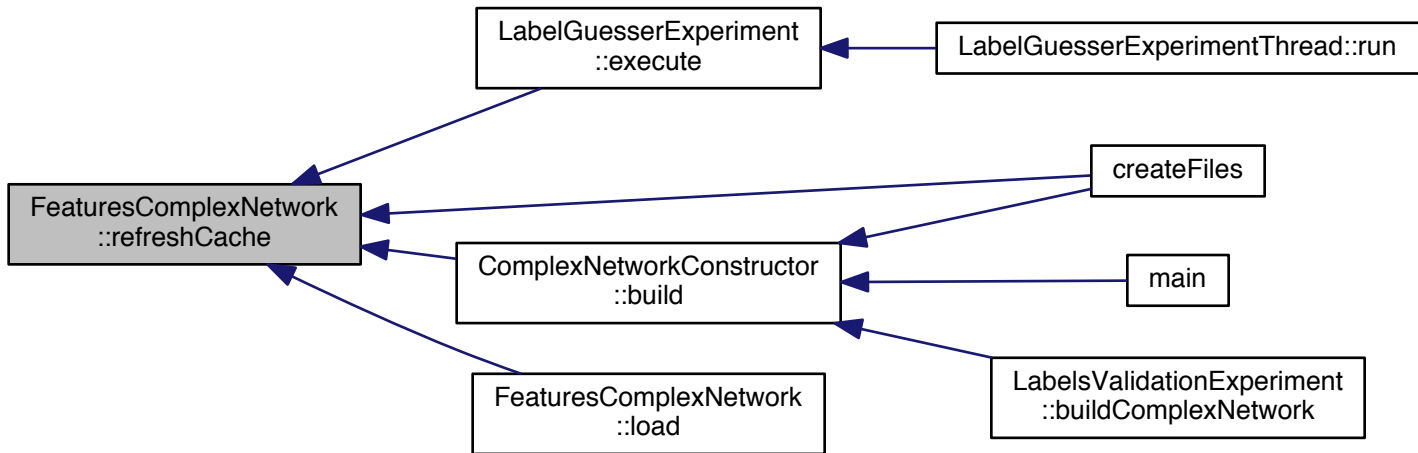 LabelGuesserExperiment
::execute
LabelGuesserExperimentThread::run
FeaturesComplexNetwork
::refreshCache
createFiles
ComplexNetworkConstructor
::build
main
FeaturesComplexNetwork
::load
LabelsValidationExperiment
::buildComplexNetwork